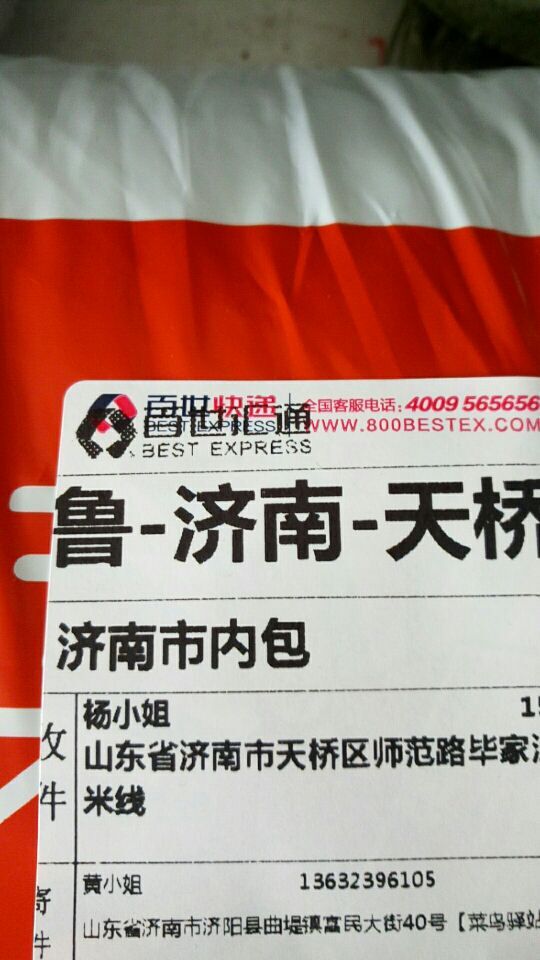 百世快递 全国客服电话: 4009 565656
BEST EXPRESS WWW.800BESTEX.COM
百世汇通
BEST EXPRESS
鲁-济南-天桥
济南市内包
收件
杨小姐 15
山东省济南市天桥区师范路毕家洼
米线
寄件
黄小姐 13632396105
山东省济南市济阳县曲堤镇富民大街40号【菜鸟驿站